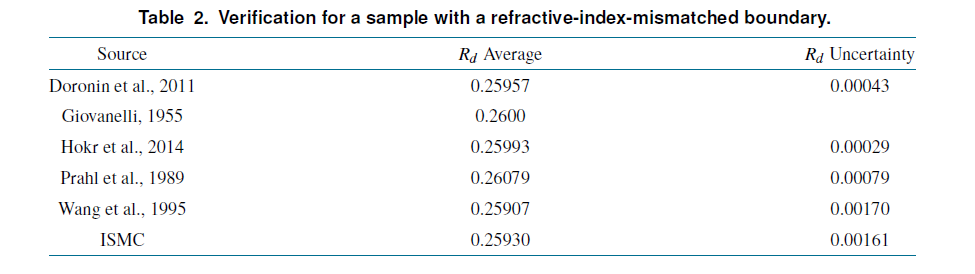 Table 2. Verification for a sample with a refractive-index-mismatched boundary.
Source Rd Average Rd Uncertainty
Doronin et al., 2011 0.25957 0.00043
Giovanelli, 1955 0.2600
Hokr et al., 2014 0.25993 0.00029
Prahl et al., 1989 0.26079 0.00079
Wang et al., 1995 0.25907 0.00170
ISMC 0.25930 0.00161